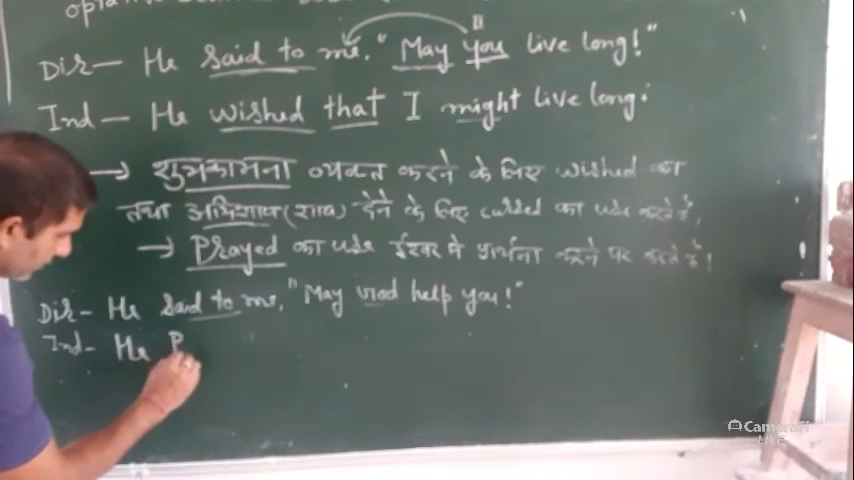 Dir— He said to me, "May you live long!"
II
Ind— He wished that I might live long.
→ शुभकामना व्यक्त करने के लिए wished का
तथा अभिशाप (शाप) देने के लिए cursed का use करते है,
→ Prayed का use ईश्वर से प्रार्थना करने पर करते है!
Dir- He said to me, "May God help you!"
Ind- He P
CameraFi
LIVE